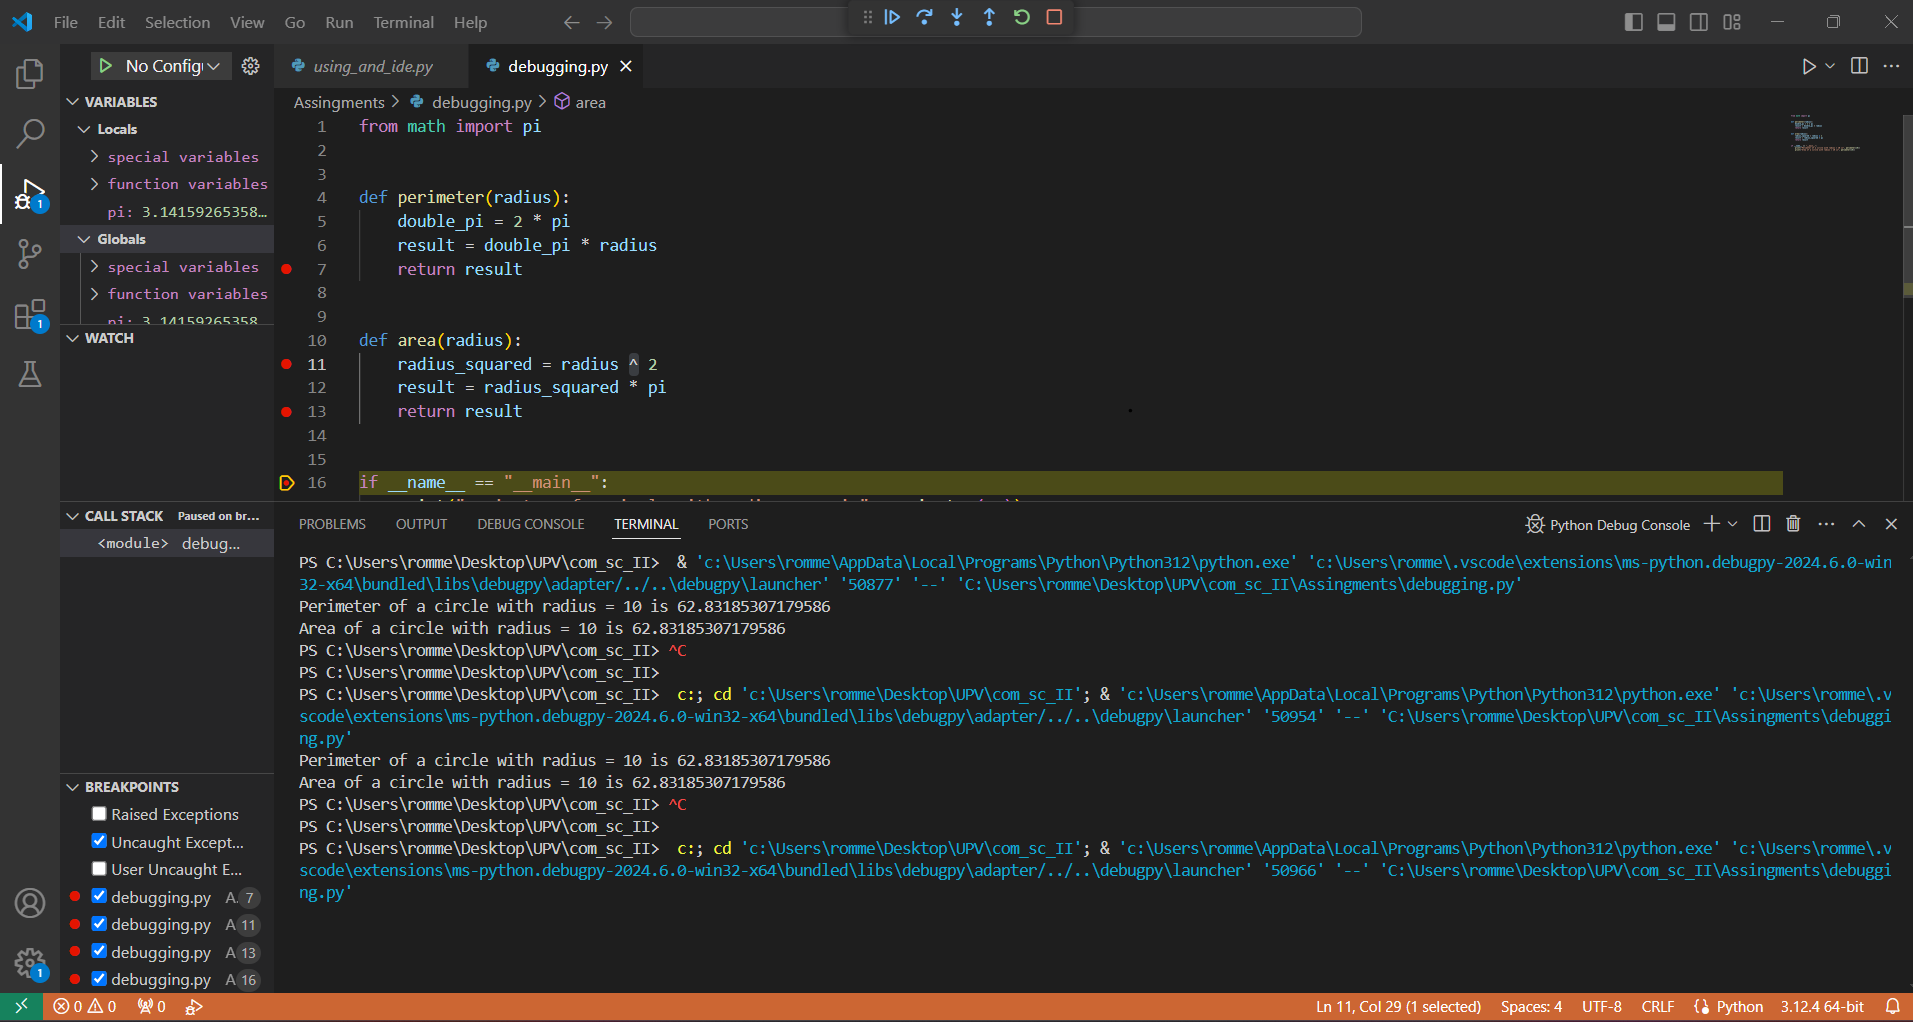 File Edit Selection View Go Run Terminal Help
No Config
using_and_ide.py
debugging.py
VARIABLES
Locals
special variables
function variables
pi: 3.14159265358…
Globals
special variables
function variables
pi: 3.14159265358
WATCH
CALL STACK Paused on br…
<module> debug…
BREAKPOINTS
Raised Exceptions
Uncaught Except…
User Uncaught E…
debugging.py A. 7
debugging.py A 11
debugging.py A 13
debugging.py A 16
Assingments > debugging.py > area
1 from math import pi
2
3
4 def perimeter(radius):
5 double_pi = 2 * pi
6 result = double_pi * radius
7 return result
8
9
10 def area(radius):
11 radius_squared = radius ^ 2
12 result = radius_squared * pi
13 return result
14
15
16 if __name__ == "__main__":
PROBLEMS OUTPUT DEBUG CONSOLE TERMINAL PORTS
Python Debug Console
PS C:\Users\romme\Desktop\UPV\com_sc_II> & 'c:\Users\romme\AppData\Local\Programs\Python\Python312\python.exe' 'c:\Users\romme\.vscode\extensions\ms-python.debugpy-2024.6.0-win
32-x64\bundled\libs\debugpy\adapter/../..\debugpy\launcher' '50877' '--' 'C:\Users\romme\Desktop\UPV\com_sc_II\Assingments\debugging.py'
Perimeter of a circle with radius = 10 is 62.83185307179586
Area of a circle with radius = 10 is 62.83185307179586
PS C:\Users\romme\Desktop\UPV\com_sc_II> ^C
PS C:\Users\romme\Desktop\UPV\com_sc_II>
PS C:\Users\romme\Desktop\UPV\com_sc_II> c:; cd 'c:\Users\romme\Desktop\UPV\com_sc_II'; & 'c:\Users\romme\AppData\Local\Programs\Python\Python312\python.exe' 'c:\Users\romme\.v
scode\extensions\ms-python.debugpy-2024.6.0-win32-x64\bundled\libs\debugpy\adapter/../..\debugpy\launcher' '50954' '--' 'C:\Users\romme\Desktop\UPV\com_sc_II\Assingments\debuggi
ng.py'
Perimeter of a circle with radius = 10 is 62.83185307179586
Area of a circle with radius = 10 is 62.83185307179586
PS C:\Users\romme\Desktop\UPV\com_sc_II> ^C
PS C:\Users\romme\Desktop\UPV\com_sc_II>
PS C:\Users\romme\Desktop\UPV\com_sc_II> c:; cd 'c:\Users\romme\Desktop\UPV\com_sc_II'; & 'c:\Users\romme\AppData\Local\Programs\Python\Python312\python.exe' 'c:\Users\romme\.v
scode\extensions\ms-python.debugpy-2024.6.0-win32-x64\bundled\libs\debugpy\adapter/../..\debugpy\launcher' '50966' '--' 'C:\Users\romme\Desktop\UPV\com_sc_II\Assingments\debuggi
ng.py'
0 0 0
Ln 11, Col 29 (1 selected) Spaces: 4 UTF-8 CRLF Python 3.12.4 64-bit